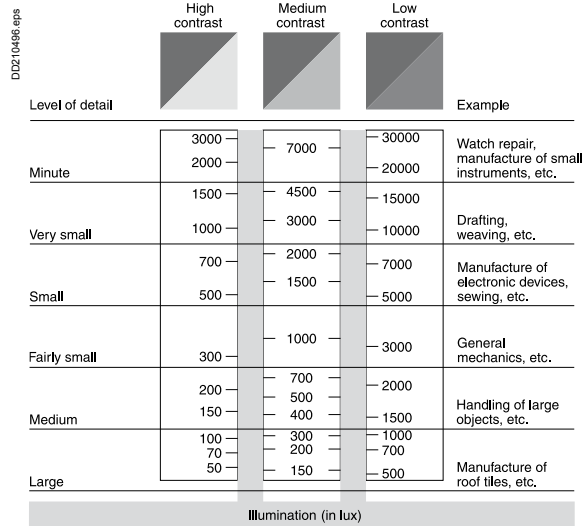 DD210496.eps
High contrast
Medium contrast
Low contrast
Level of detail
Example
3000
7000
30000
Watch repair,
2000
20000
manufacture of small
Minute
instruments, etc.
1500
4500
15000
1000
3000
10000
Drafting,
Very small
weaving, etc.
700
2000
7000
Manufacture of
500
1500
5000
electronic devices,
Small
sewing, etc.
300
1000
3000
General
Fairly small
mechanics, etc.
200
700
2000
150
500
1500
Handling of large
400
Medium
objects, etc.
100
300
1000
70
200
700
Manufacture of
50
150
500
Large
roof tiles, etc.
Illumination (in lux)